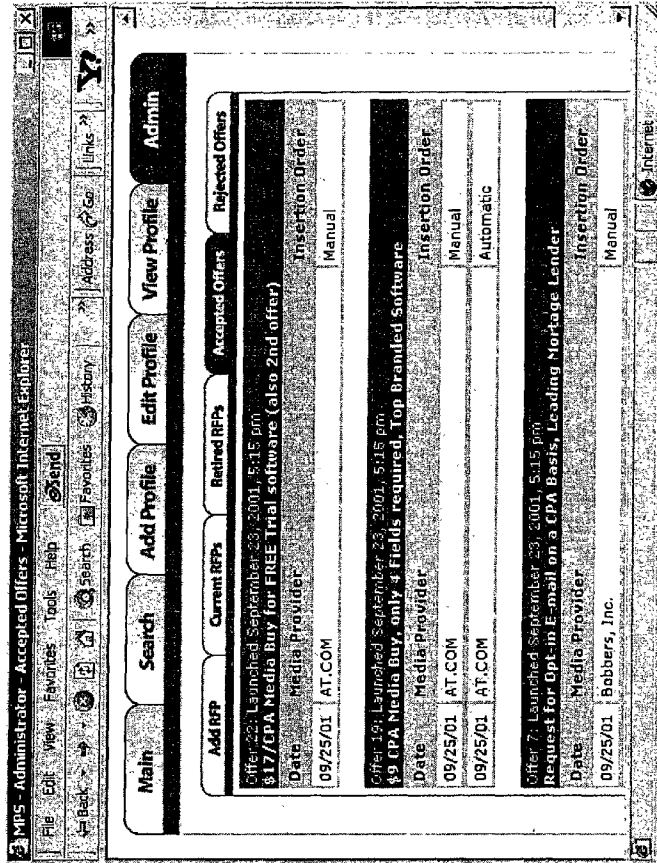 MPS - Administrator - Accepted Offers - Microsoft Internet Explorer
File Edit View Favorites Tools Help Send
Back Search Favorites History Address Go Links
Main Search Add Profile Edit Profile View Profile Admin
Add RFP Current RFPs Retired RFPs Accepted Offers Rejected Offers
Offer 22: Launched September 23, 2001, 5:15 pm
$17/CPA Media Buy for FREE Trial software (also 2nd offer)
Date Media Provider Insertion Order
09/25/01 AT.COM Manual
Offer 19: Launched September 23, 2001, 5:15 pm
$9 CPA Media Buy, only 4 fields required, Top Branded Software
Date Media Provider Insertion Order
09/25/01 AT.COM Manual
09/25/01 AT.COM Automatic
Offer 7: Launched September 23, 2001, 5:15 pm
Request for Opt-in E-mail on a CPA Basis, Leading Mortage Lender
Date Media Provider Insertion Order
09/25/01 Bobbers, Inc. Manual
Internet